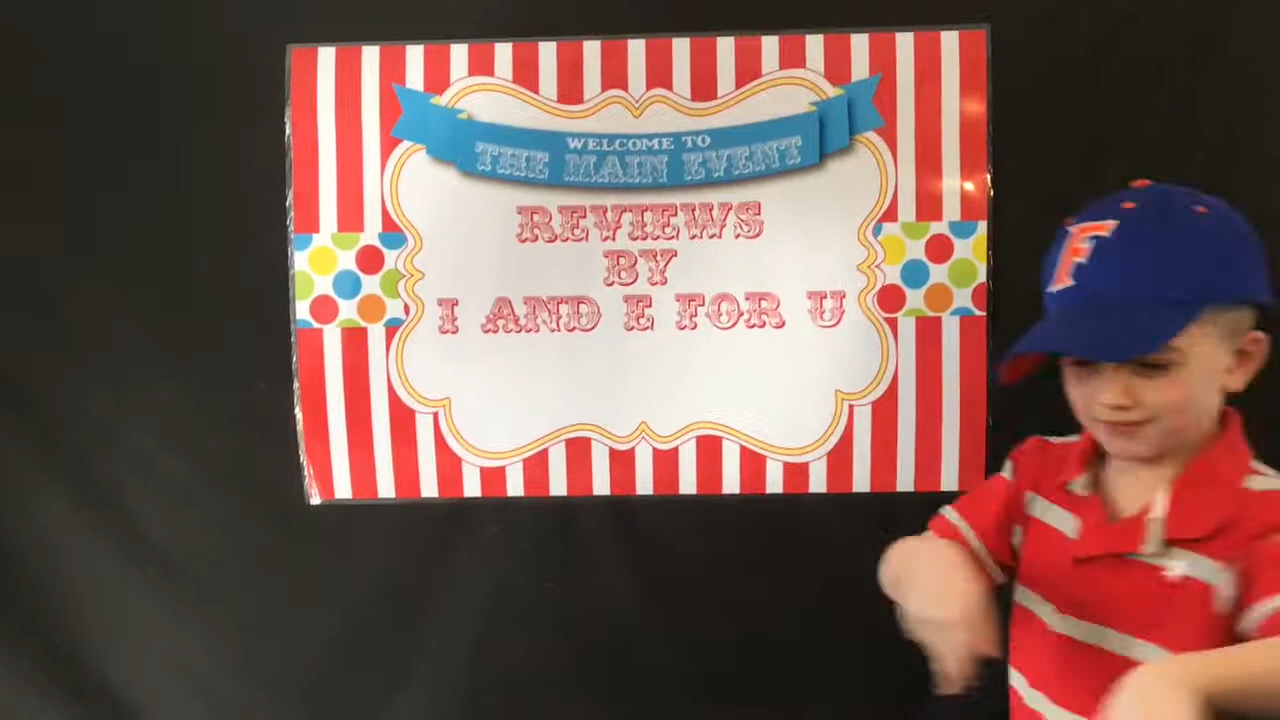 WELCOME TO
THE MAIN EVENT
REVIEWS
BY
I AND E FOR U
F